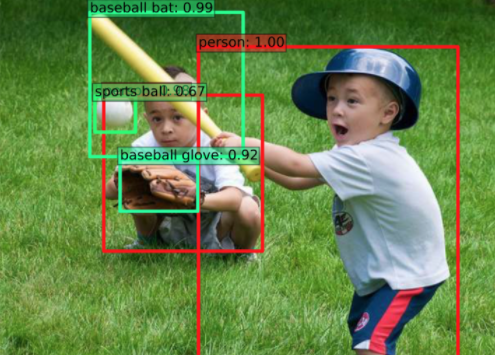 baseball bat: 0.99
person: 1.00
sports ball: 0.67
baseball glove: 0.92